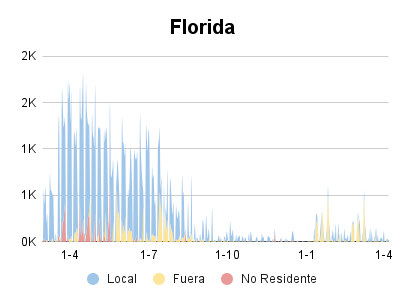 Florida
2K
2K
1K
1K
0K
1-4 1-7 1-10 1-1 1-4
Local Fuera No Residente